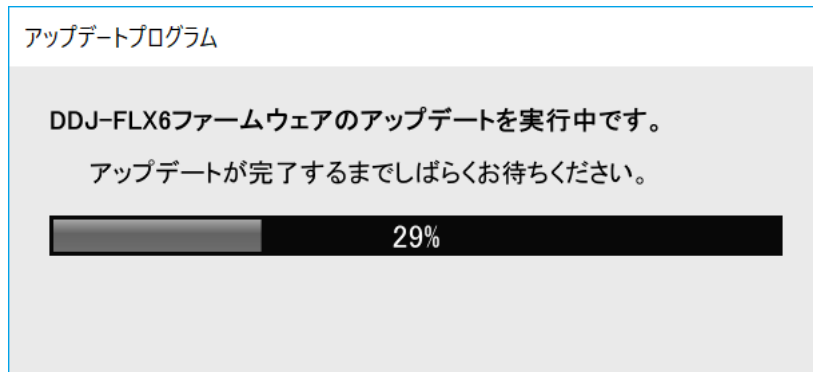 アップデートプログラム
DDJ-FLX6ファームウェアのアップデートを実行中です。
アップデートが完了するまでしばらくお待ちください。
29%